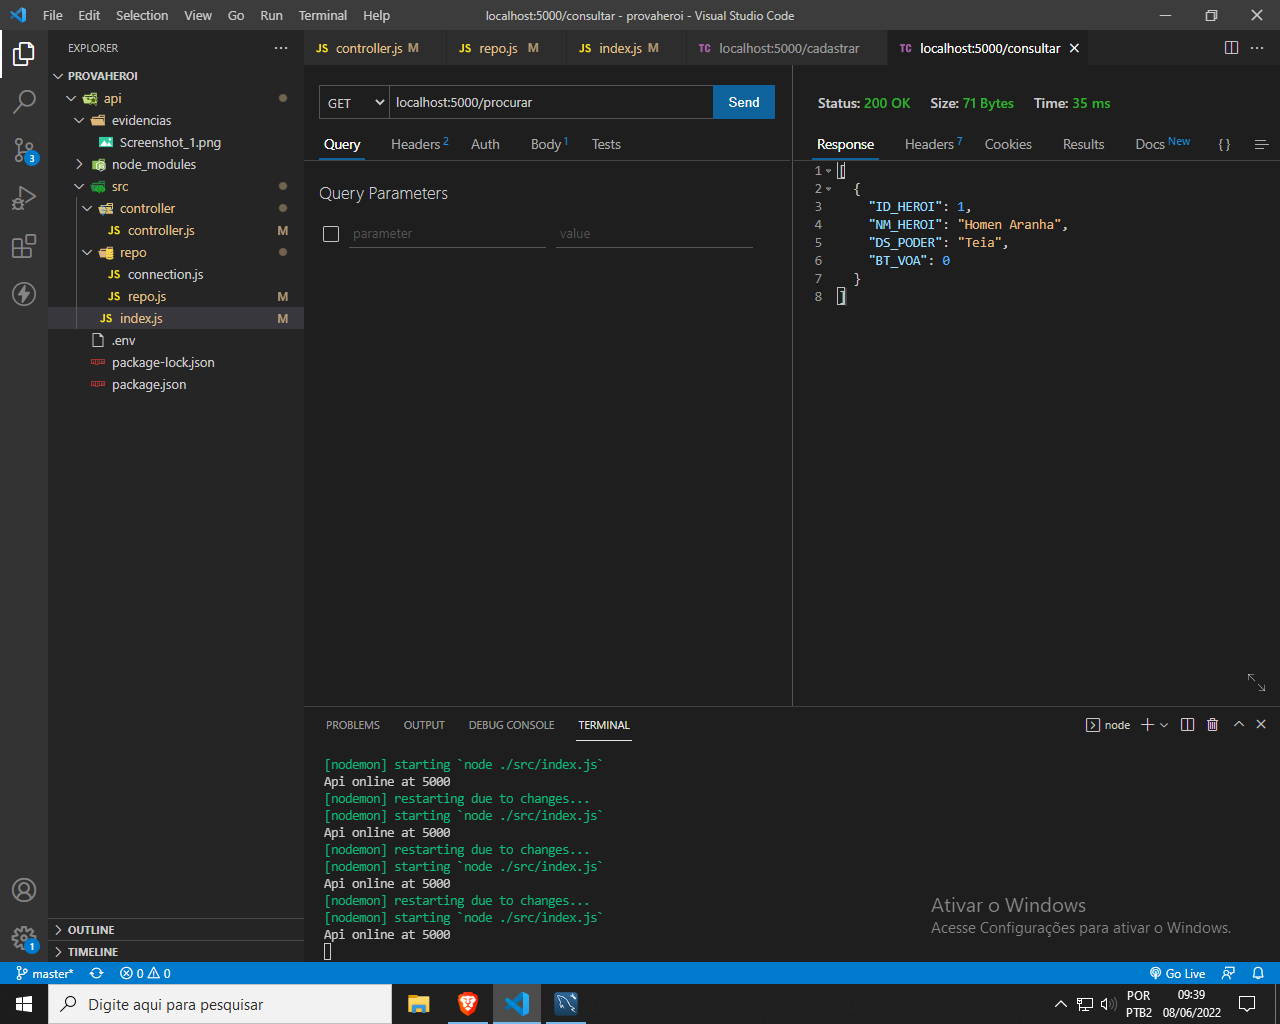 File Edit Selection View Go Run Terminal Help
localhost:5000/consultar - provaheroi - Visual Studio Code
EXPLORER
PROVAHEROI
api
evidencias
Screenshot_1.png
node_modules
src
controller
JS controller.js M
repo
JS connection.js
JS repo.js M
JS index.js M
.env
package-lock.json
package.json
OUTLINE
TIMELINE
3
1
JS controller.js M JS repo.js M JS index.js M TC localhost:5000/cadastrar TC localhost:5000/consultar
GET localhost:5000/procurar Send
Query Headers 2 Auth Body 1 Tests
Query Parameters
parameter value
Status: 200 OK Size: 71 Bytes Time: 35 ms
Response Headers 7 Cookies Results Docs New {}
1 [
2 {
3 "ID_HEROI": 1,
4 "NM_HEROI": "Homen Aranha",
5 "DS_PODER": "Teia",
6 "BT_VOA": 0
7 }
8 ]
PROBLEMS OUTPUT DEBUG CONSOLE TERMINAL node
[nodemon] starting `node ./src/index.js`
Api online at 5000
[nodemon] restarting due to changes...
[nodemon] starting `node ./src/index.js`
Api online at 5000
[nodemon] restarting due to changes...
[nodemon] starting `node ./src/index.js`
Api online at 5000
[nodemon] restarting due to changes...
[nodemon] starting `node ./src/index.js`
Api online at 5000
Ativar o Windows
Acesse Configurações para ativar o Windows.
master* 0 0 Go Live
Digite aqui para pesquisar
POR
PTB2
09:39
08/06/2022